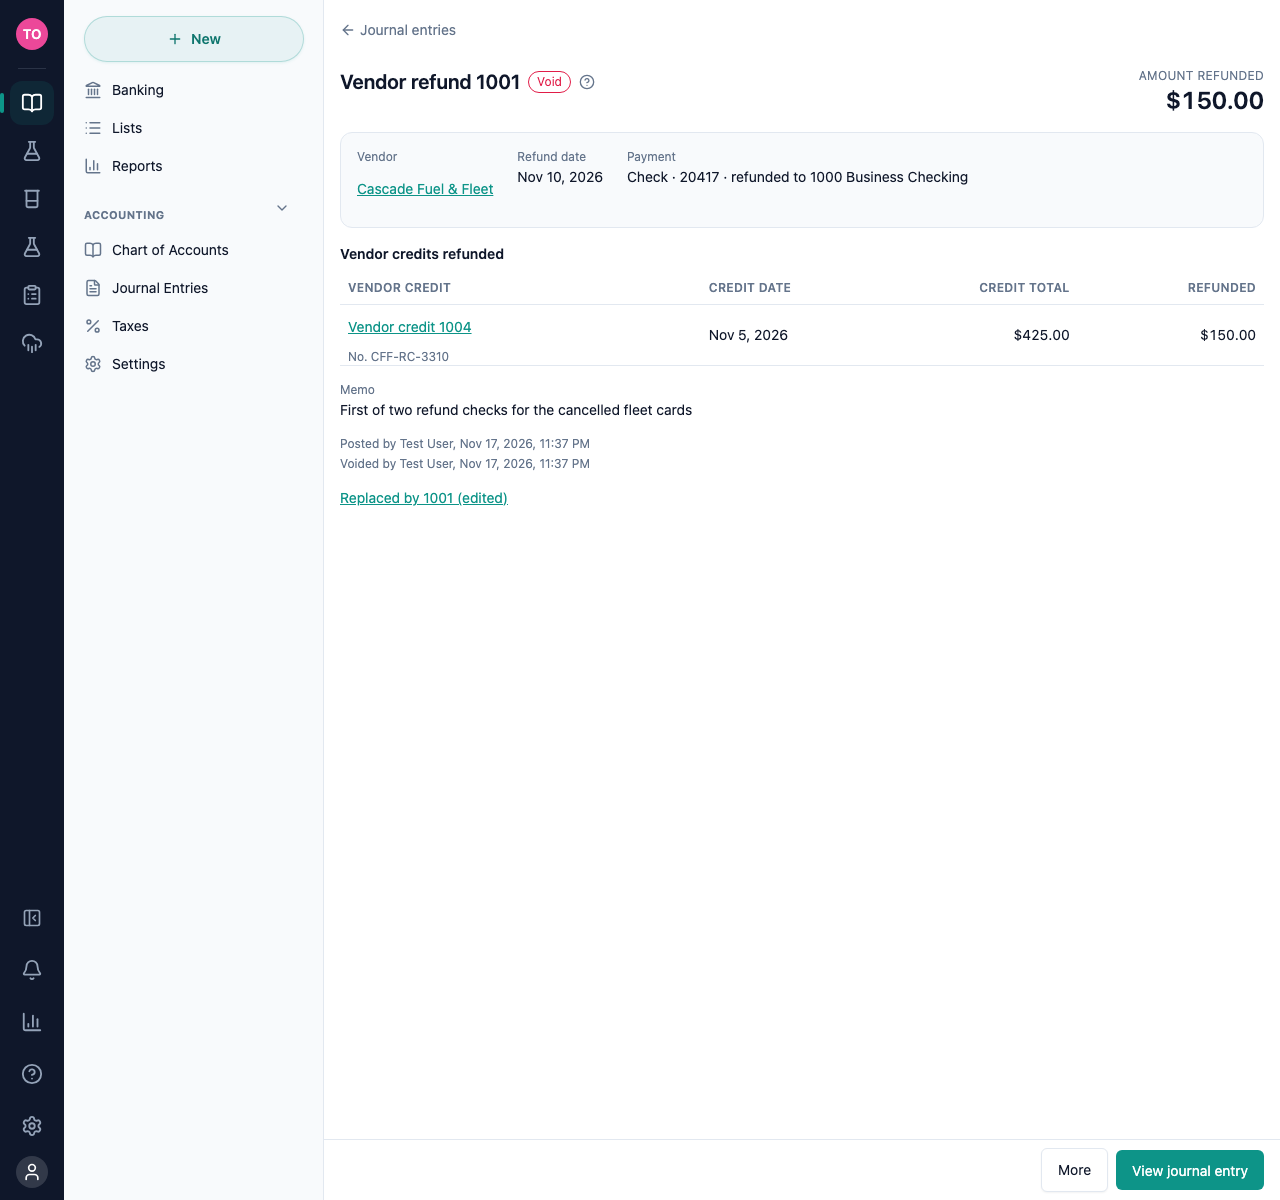 TO
New
Banking
Lists
Reports
ACCOUNTING
Chart of Accounts
Journal Entries
Taxes
Settings
Journal entries
Vendor refund 1001 Void
AMOUNT REFUNDED
$150.00
Vendor Refund date Payment
Cascade Fuel & Fleet Nov 10, 2026 Check · 20417 · refunded to 1000 Business Checking
Vendor credits refunded
VENDOR CREDIT CREDIT DATE CREDIT TOTAL REFUNDED
Vendor credit 1004 Nov 5, 2026 $425.00 $150.00
No. CFF-RC-3310
Memo
First of two refund checks for the cancelled fleet cards
Posted by Test User, Nov 17, 2026, 11:37 PM
Voided by Test User, Nov 17, 2026, 11:37 PM
Replaced by 1001 (edited)
More View journal entry